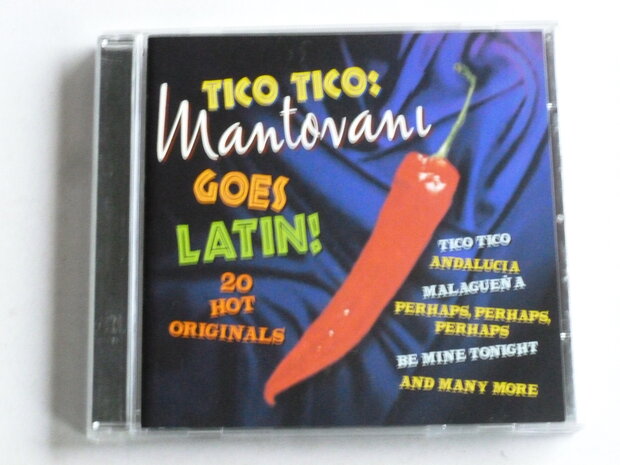 TICO TICO:
Mantovani
GOES
LATIN!
20
HOT
ORIGINALS
TICO TICO
ANDALUCIA
MALAGUEÑA
PERHAPS, PERHAPS,
PERHAPS
BE MINE TONIGHT
AND MANY MORE